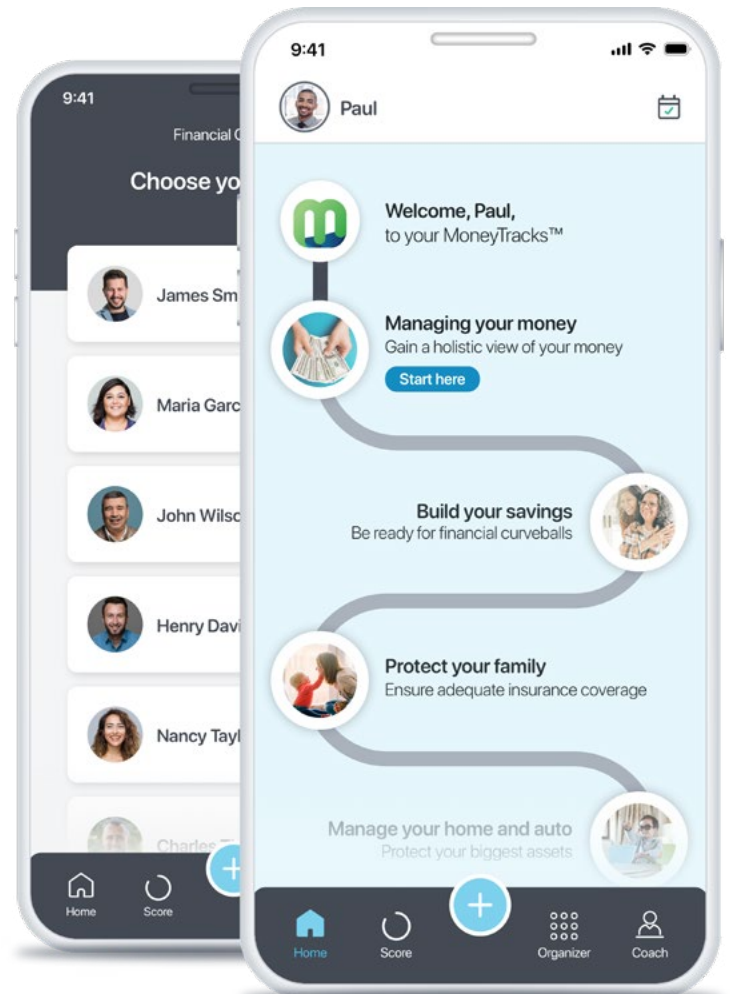 9:41
Financial
Choose yo
James Sm
Maria Garc
John Wilso
Henry Davi
Nancy Tayl
Charles
Home
Score
9:41
Paul
m
Welcome, Paul,
to your MoneyTracks™
Managing your money
Gain a holistic view of your money
Start here
Build your savings
Be ready for financial curveballs
Protect your family
Ensure adequate insurance coverage
Manage your home and auto
Protect your biggest assets
Home
Score
Organizer
Coach